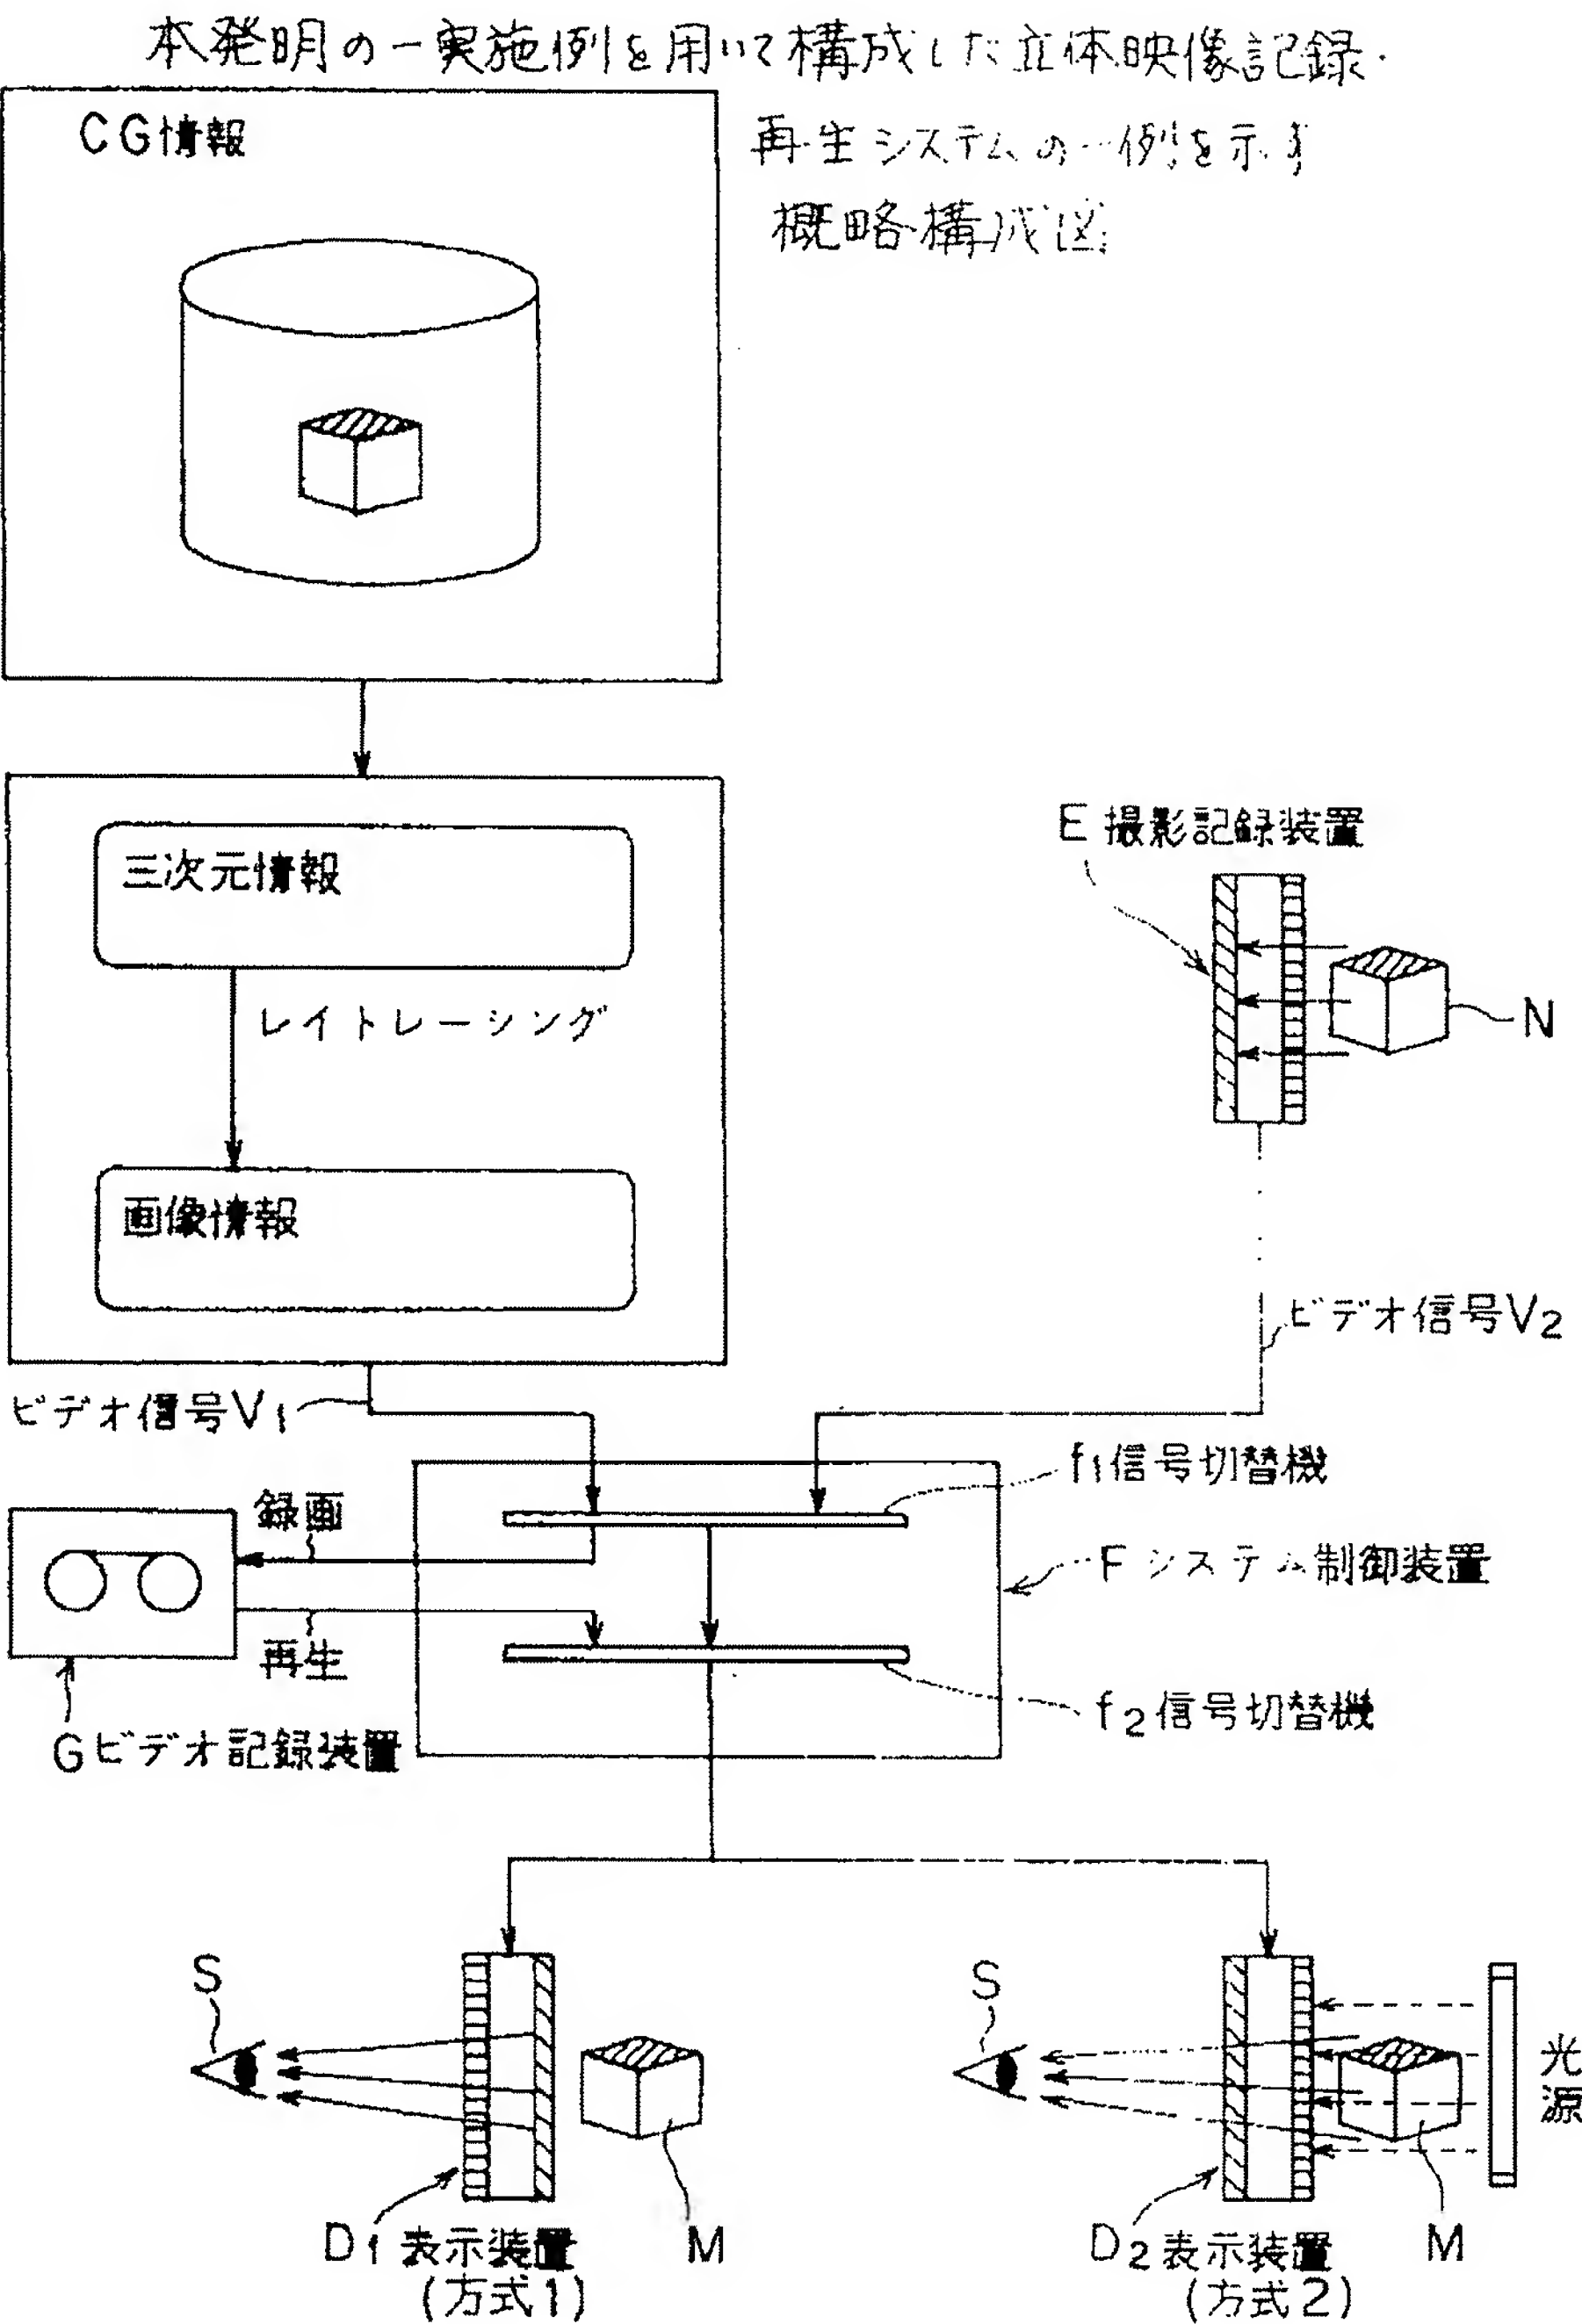 本発明の一実施例を用いて構成した立体映像記録・
再生システムの一例を示す
概略構成図
CG情報
三次元情報
レイトレーシング
画像情報
E 撮影記録装置
N
ビデオ信号V2
ビデオ信号V1
f1信号切替機
録画
F システム制御装置
再生
f2信号切替機
Gビデオ記録装置
S
M
D1表示装置
(方式1)
S
光源
M
D2表示装置
(方式2)